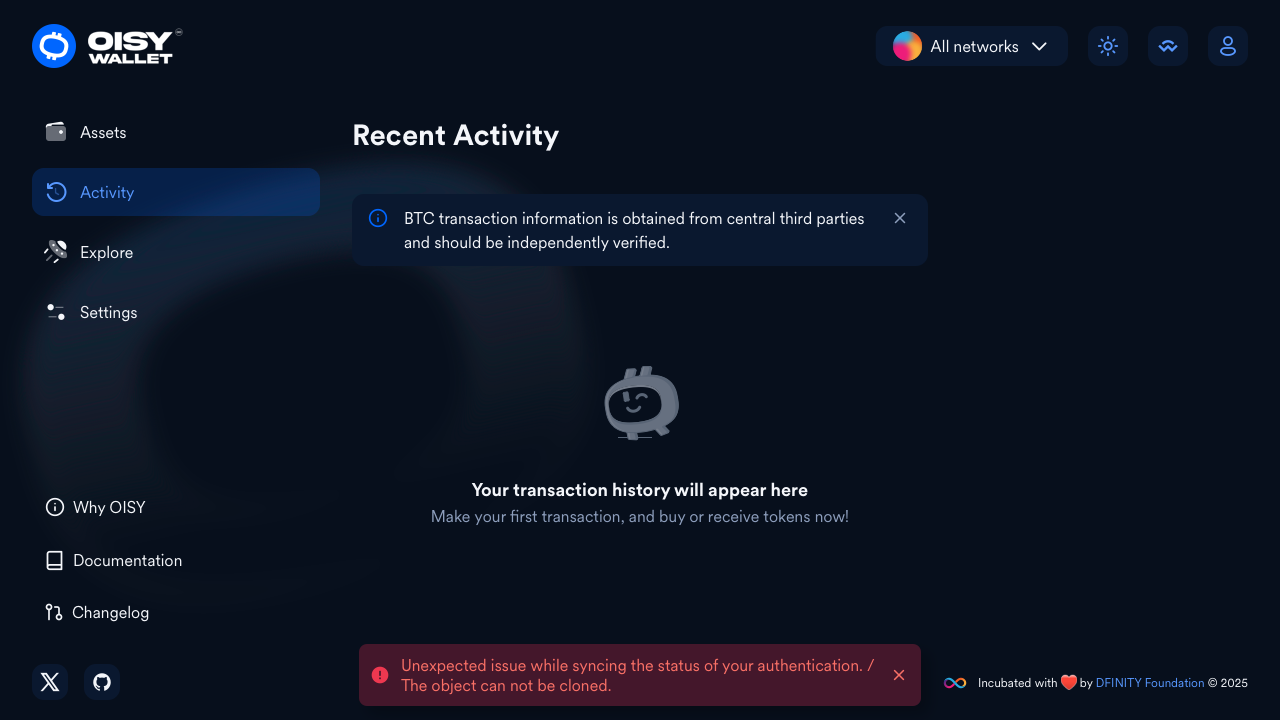 OISY
WALLET
All networks
Assets
Activity
Explore
Settings
Recent Activity
BTC transaction information is obtained from central third parties
and should be independently verified.
Your transaction history will appear here
Make your first transaction, and buy or receive tokens now!
Why OISY
Documentation
Changelog
Unexpected issue while syncing the status of your authentication. /
The object can not be cloned.
Incubated with ❤️ by DFINITY Foundation © 2025